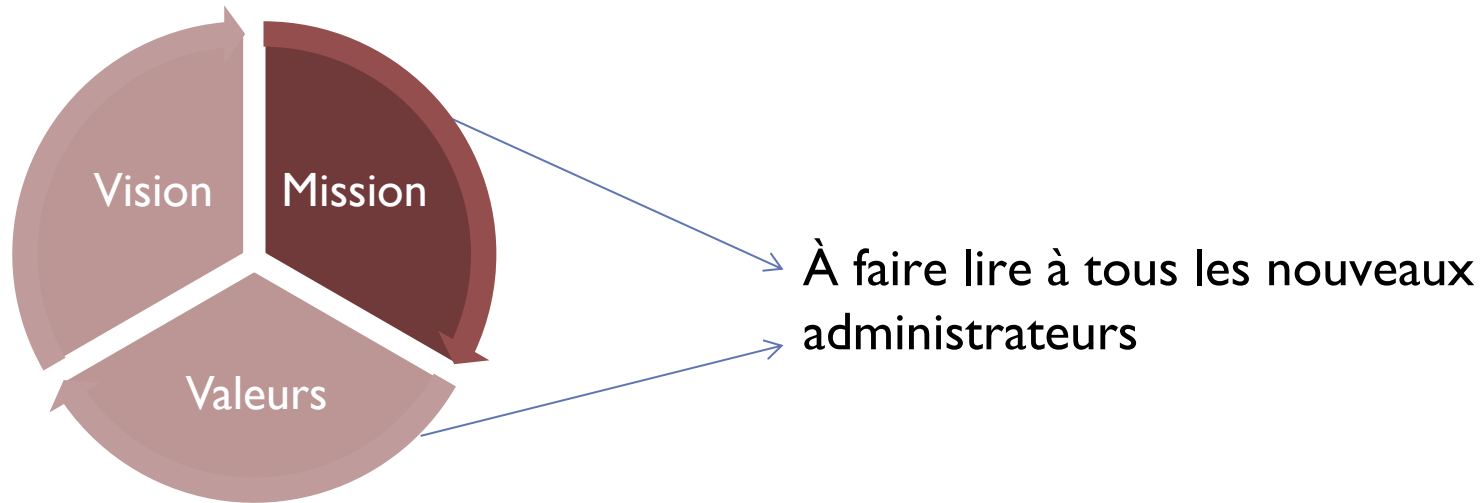 Vision
Mission
Valeurs
À faire lire à tous les nouveaux
administrateurs